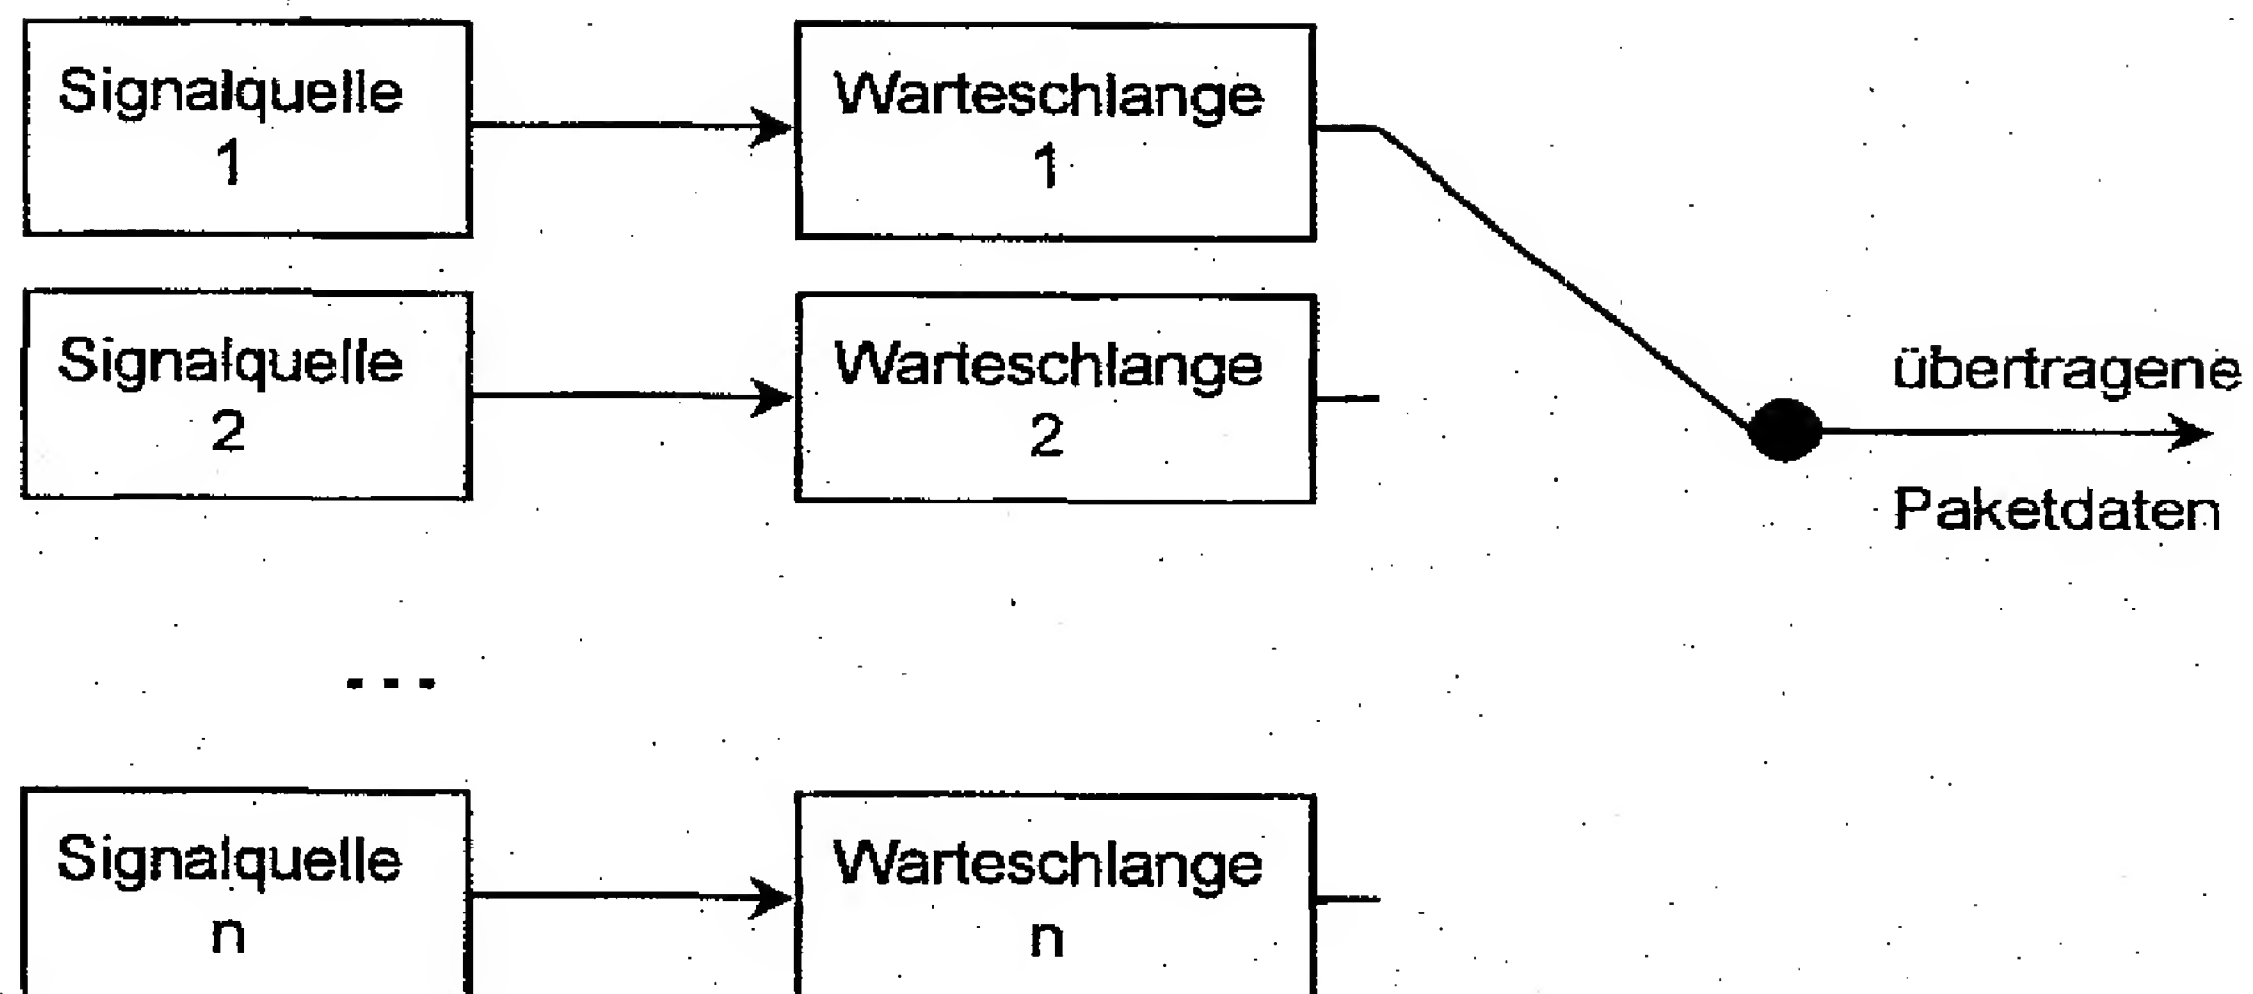 Signalquelle
1
Warteschlange
1
Signalquelle
2
Warteschlange
2
übertragene
Paketdaten
...
Signalquelle
n
Warteschlange
n